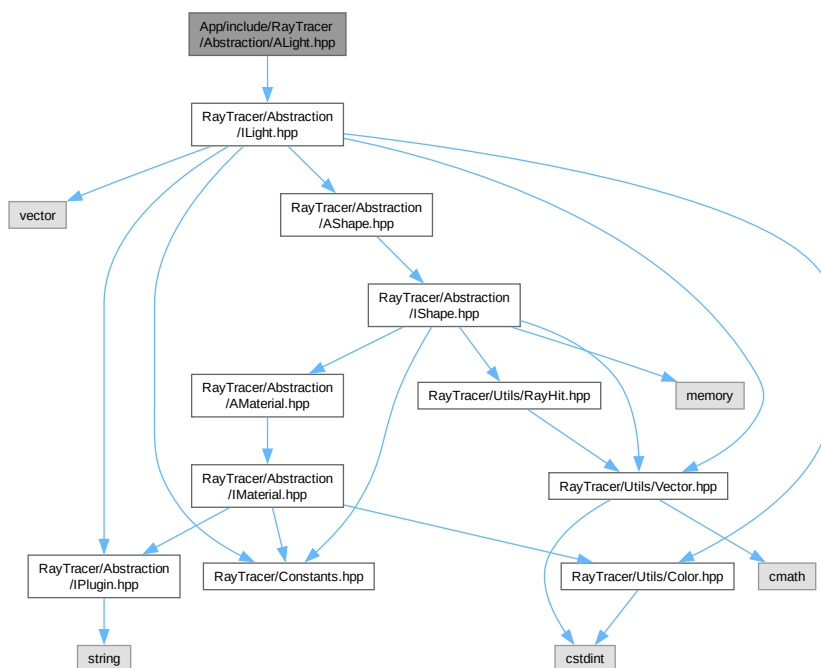 App/include/RayTracer
/Abstraction/ALight.hpp
RayTracer/Abstraction
/ILight.hpp
vector
RayTracer/Abstraction
/AShape.hpp
RayTracer/Abstraction
/IShape.hpp
RayTracer/Abstraction
/AMaterial.hpp
RayTracer/Utils/RayHit.hpp
memory
RayTracer/Abstraction
/IMaterial.hpp
RayTracer/Utils/Vector.hpp
RayTracer/Abstraction
/IPlugin.hpp
RayTracer/Constants.hpp
RayTracer/Utils/Color.hpp
cmath
string
cstdint